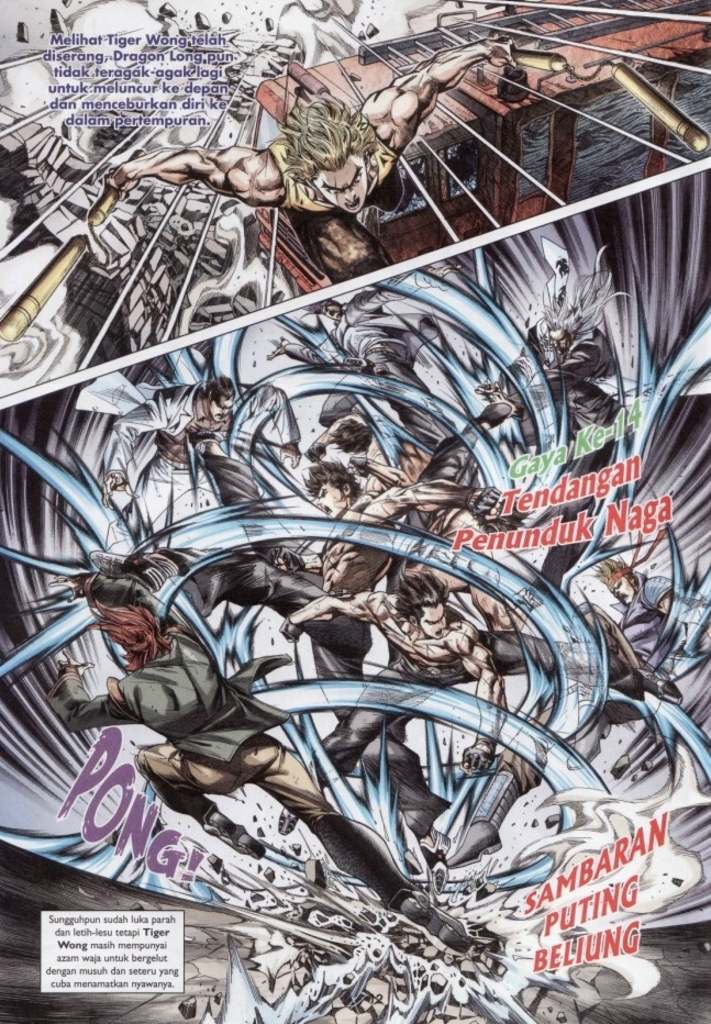 Melihat Tiger Wong telah
diserang, Dragon Long pun
tidak teragak-agak lagi
untuk meluncur ke depan
dan menceburkan diri ke
dalam pertempuran.
Gaya Ke-14
Tendangan
Penunduk Naga
PONG!
SAMBARAN
PUTING
BELIUNG
Sungguhpun sudah luka parah
dan letih-lesu tetapi Tiger
Wong masih mempunyai
azam waja untuk bergelut
dengan musuh dan seteru yang
cuba menamatkan nyawanya.
2